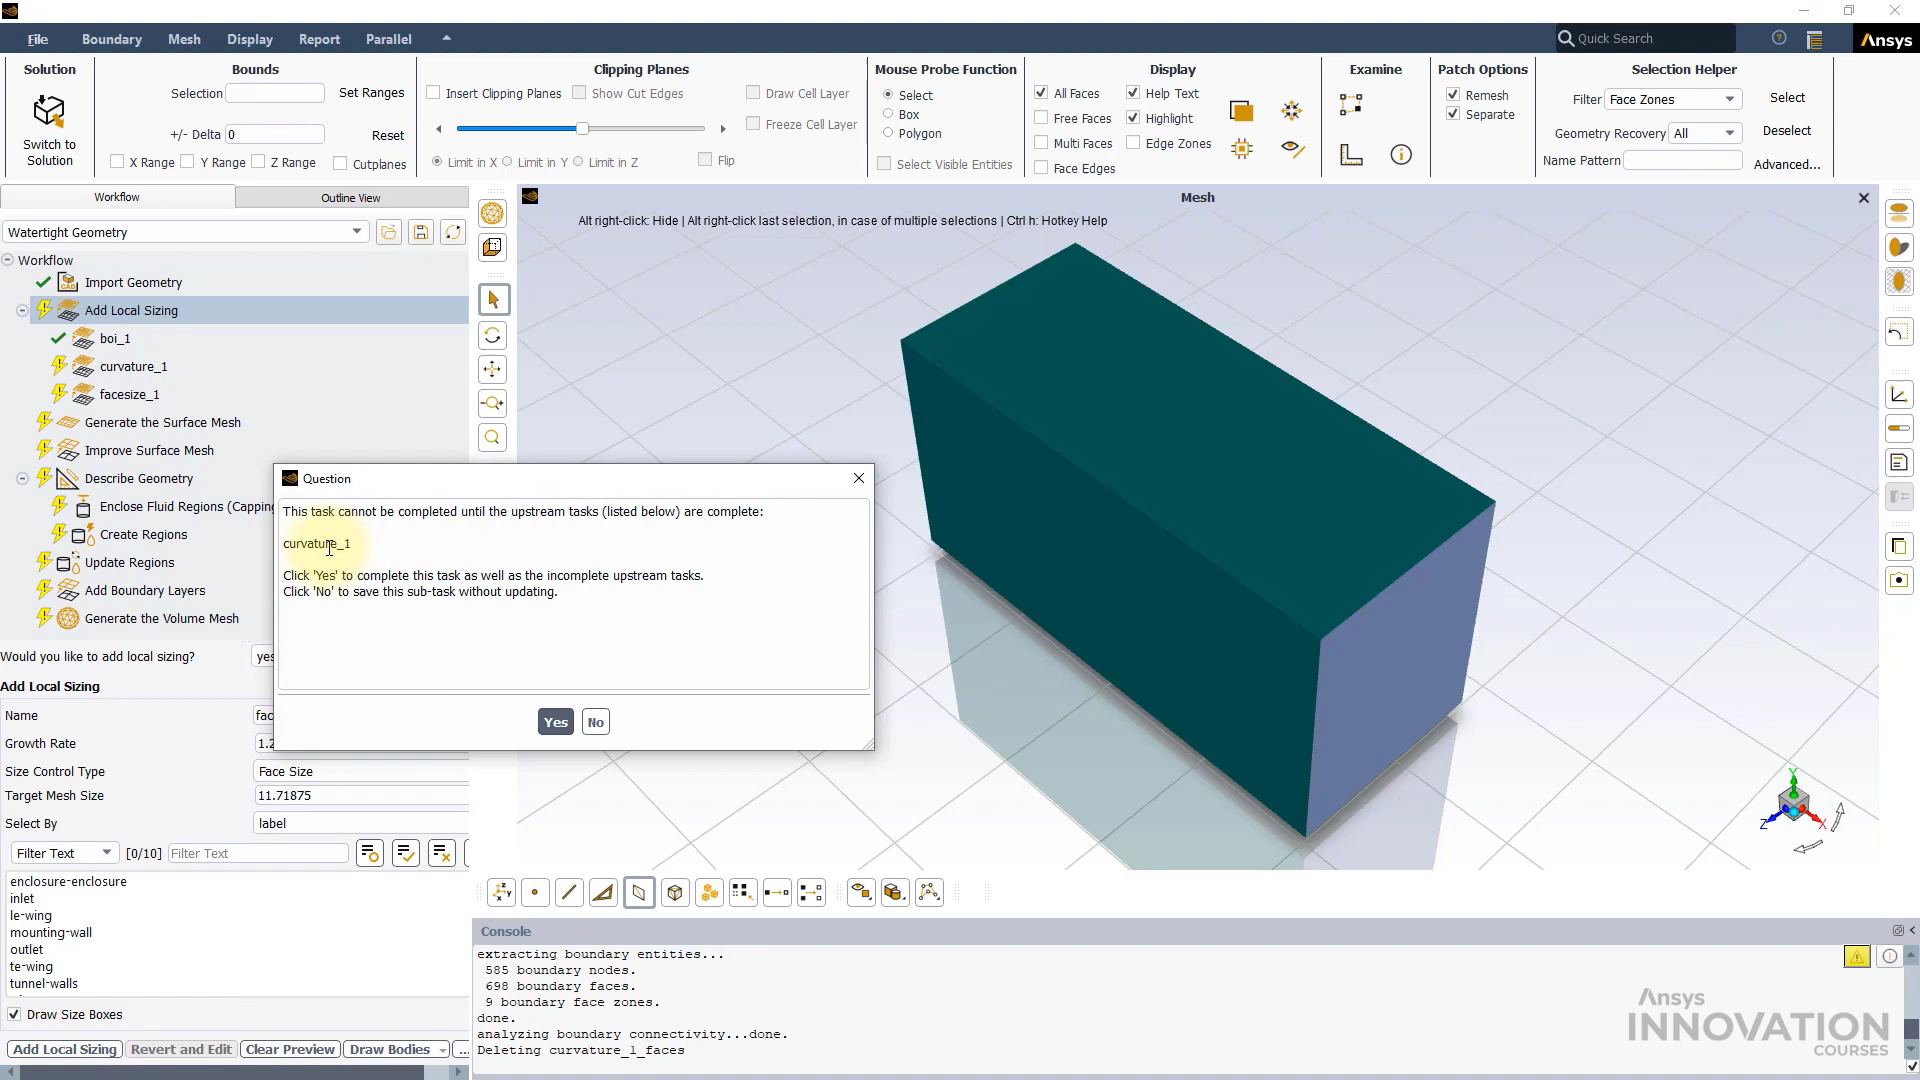 File
Boundary
Mesh
Display
Report
Parallel
Quick Search
Ansys
Solution
Switch to
Solution
Bounds
Selection
Set Ranges
+/- Delta 0
Reset
X Range
Y Range
Z Range
Cutplanes
Clipping Planes
Insert Clipping Planes
Show Cut Edges
Draw Cell Layer
Freeze Cell Layer
Limit in X
Limit in Y
Limit in Z
Flip
Mouse Probe Function
Select
Box
Polygon
Select Visible Entities
Display
All Faces
Help Text
Free Faces
Highlight
Multi Faces
Edge Zones
Face Edges
Examine
Patch Options
Remesh
Separate
Selection Helper
Filter Face Zones
Select
Geometry Recovery All
Deselect
Name Pattern
Advanced...
Workflow
Outline View
Watertight Geometry
Workflow
Import Geometry
Add Local Sizing
boi_1
curvature_1
facesize_1
Generate the Surface Mesh
Improve Surface Mesh
Describe Geometry
Enclose Fluid Regions (Capping
Create Regions
Update Regions
Add Boundary Layers
Generate the Volume Mesh
Would you like to add local sizing? yes
Add Local Sizing
Name fac
Growth Rate 1.2
Size Control Type Face Size
Target Mesh Size 11.71875
Select By label
Filter Text [0/10] Filter Text
enclosure-enclosure
inlet
le-wing
mounting-wall
outlet
te-wing
tunnel-walls
Draw Size Boxes
Add Local Sizing
Revert and Edit
Clear Preview
Draw Bodies
...
Mesh
Alt right-click: Hide | Alt right-click last selection, in case of multiple selections | Ctrl h: Hotkey Help
Question
This task cannot be completed until the upstream tasks (listed below) are complete:
curvature_1
Click 'Yes' to complete this task as well as the incomplete upstream tasks.
Click 'No' to save this sub-task without updating.
Yes
No
Y
Z
X
Console
extracting boundary entities...
585 boundary nodes.
698 boundary faces.
9 boundary face zones.
done.
analyzing boundary connectivity...done.
Deleting curvature_1_faces
Ansys
INNOVATION
COURSES